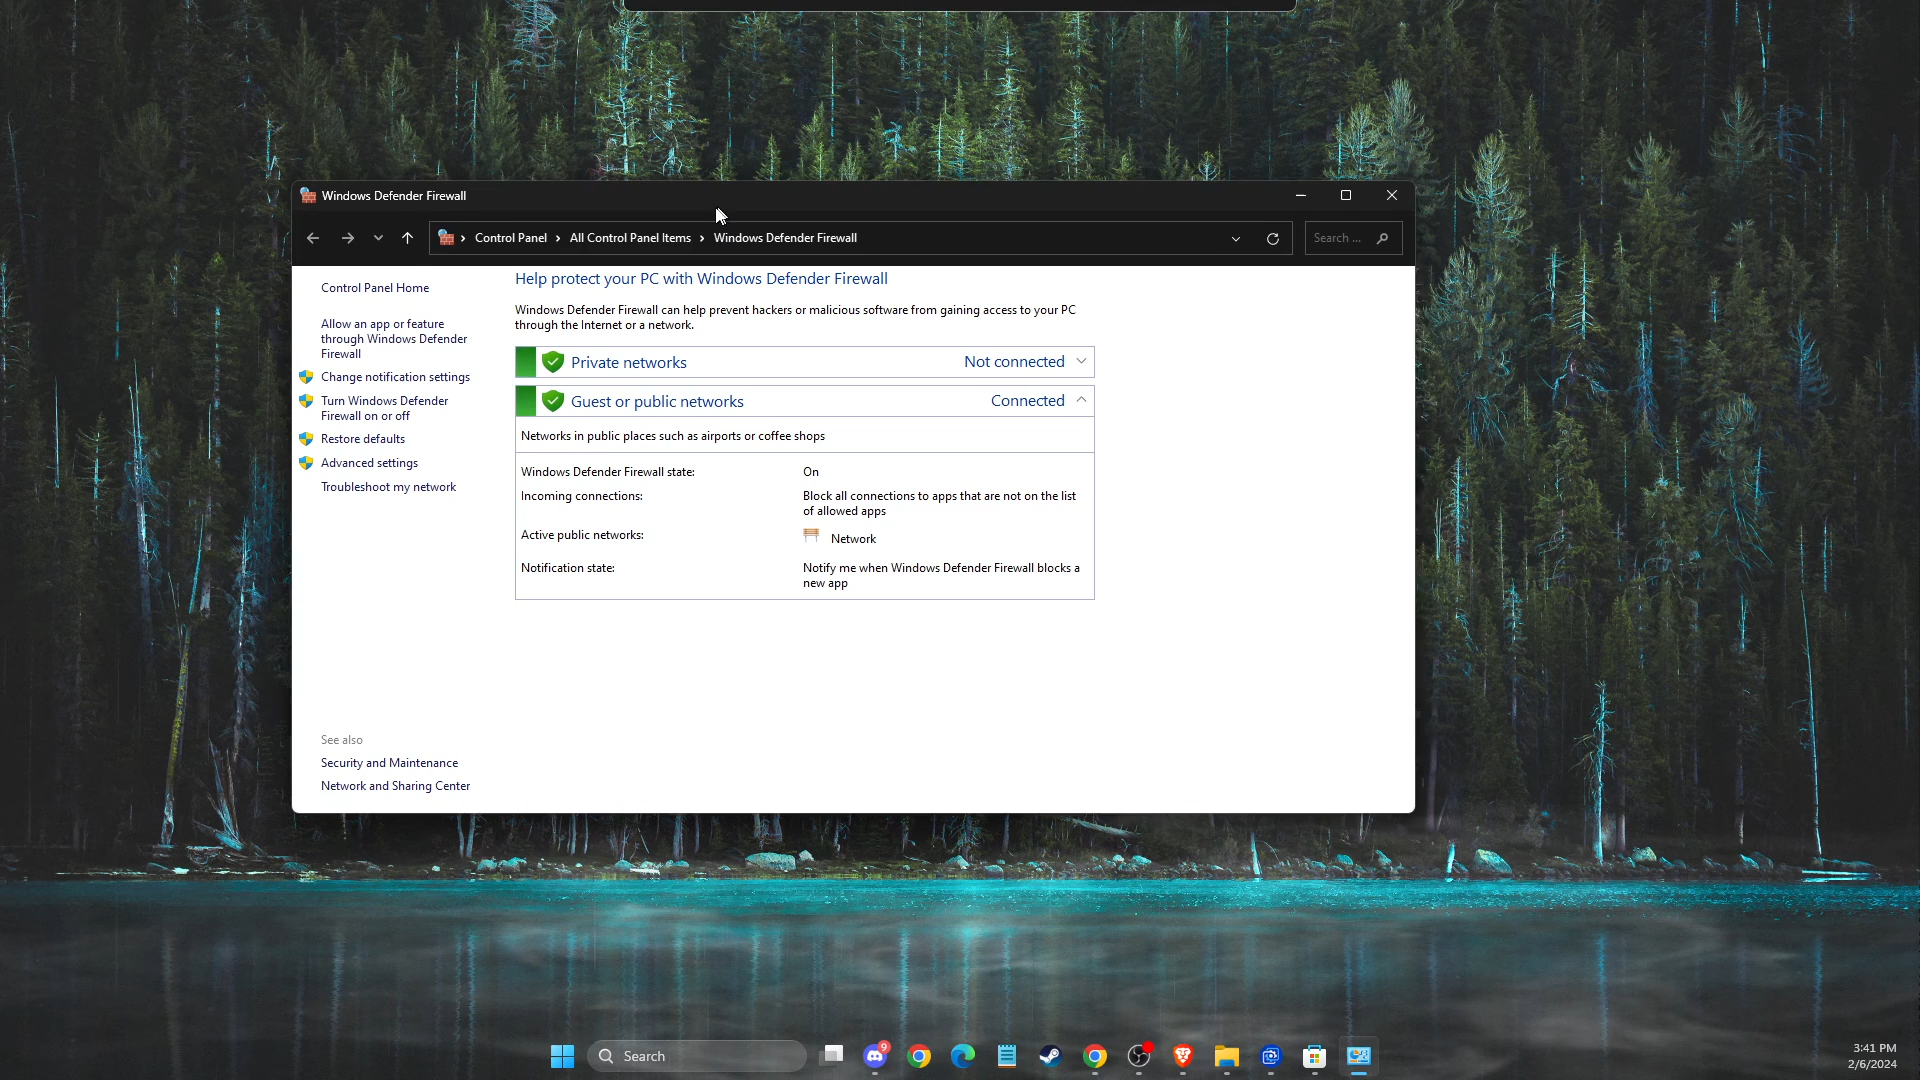 Windows Defender Firewall
Control Panel > All Control Panel Items > Windows Defender Firewall
Search ...
Control Panel Home
Allow an app or feature
through Windows Defender
Firewall
Change notification settings
Turn Windows Defender
Firewall on or off
Restore defaults
Advanced settings
Troubleshoot my network
See also
Security and Maintenance
Network and Sharing Center
Help protect your PC with Windows Defender Firewall
Windows Defender Firewall can help prevent hackers or malicious software from gaining access to your PC
through the Internet or a network.
Private networks Not connected
Guest or public networks Connected
Networks in public places such as airports or coffee shops
Windows Defender Firewall state: On
Incoming connections: Block all connections to apps that are not on the list
of allowed apps
Active public networks: Network
Notification state: Notify me when Windows Defender Firewall blocks a
new app
Search
9
3:41 PM
2/6/2024